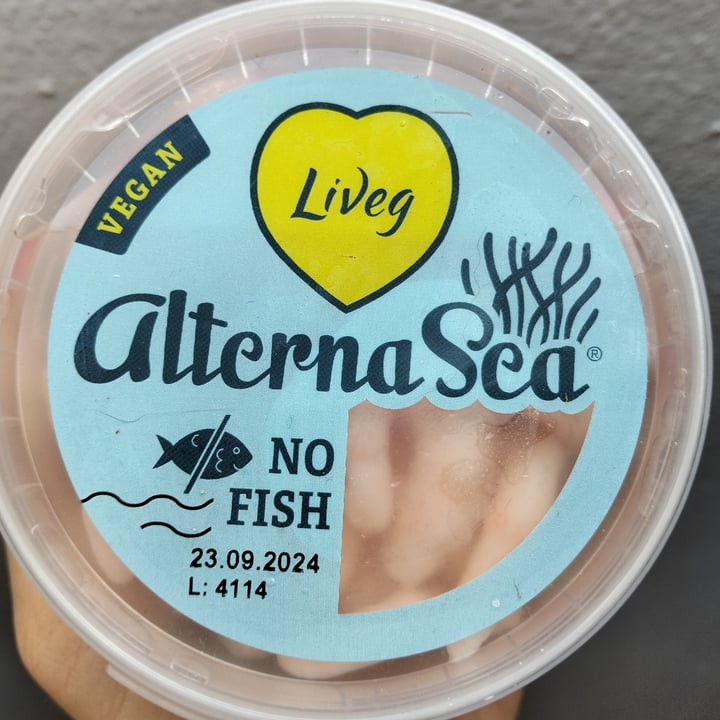 VEGAN
Liveg
AlternaSea®
NO
FISH
23.09.2024
L: 4114